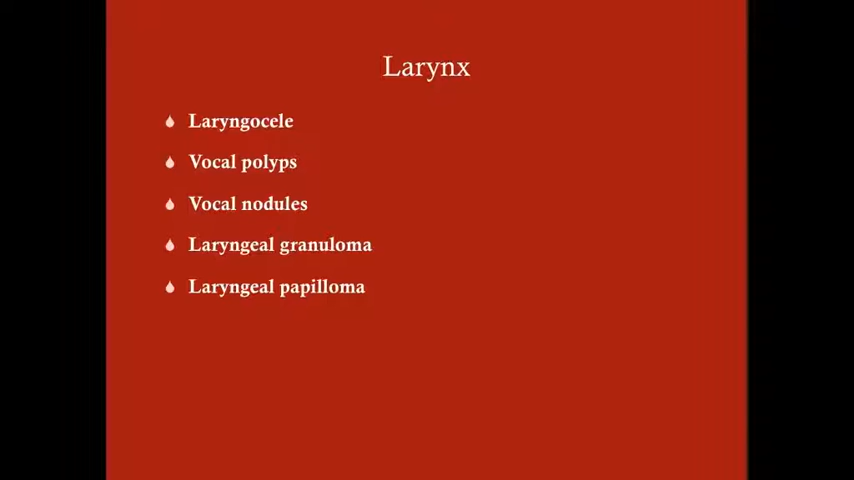 Larynx
Laryngocele
Vocal polyps
Vocal nodules
Laryngeal granuloma
Laryngeal papilloma